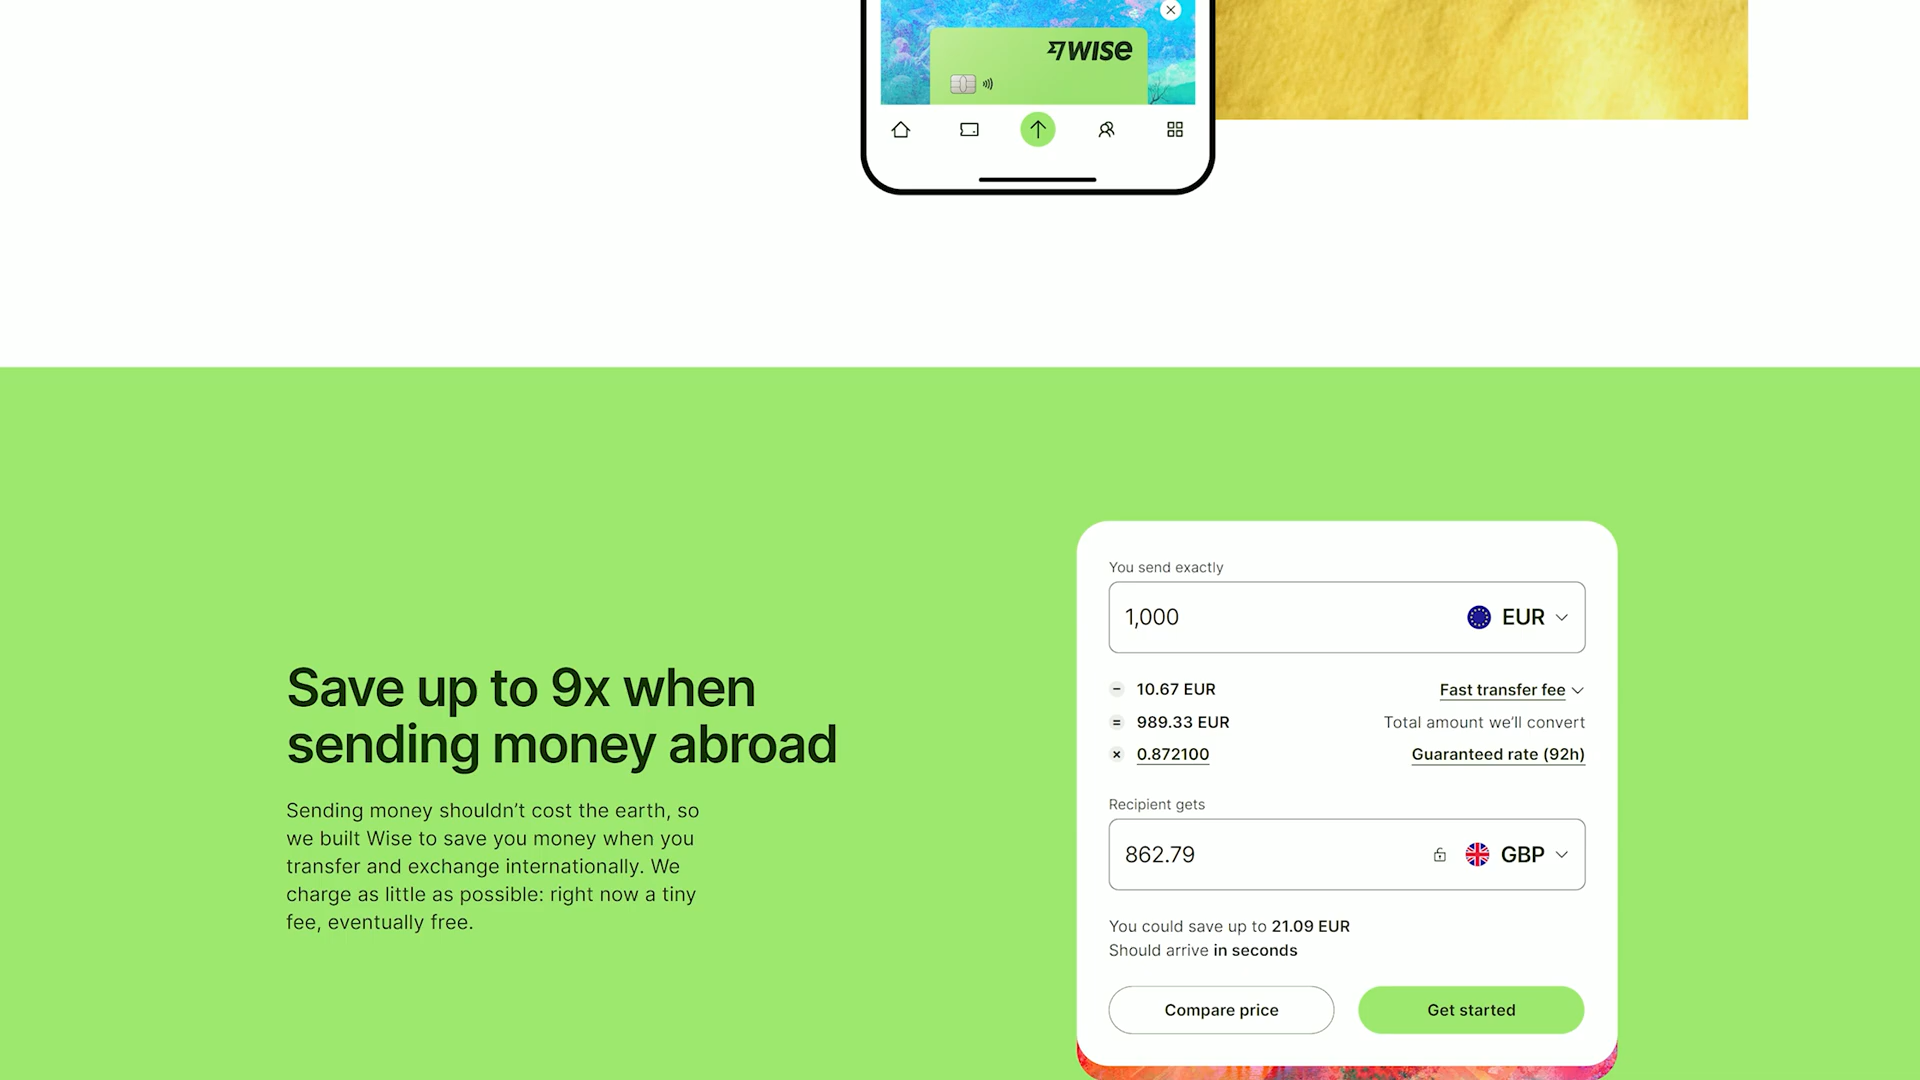 WISE
Save up to 9x when
sending money abroad
Sending money shouldn’t cost the earth, so
we built Wise to save you money when you
transfer and exchange internationally. We
charge as little as possible: right now a tiny
fee, eventually free.
You send exactly
1,000 EUR
− 10.67 EUR Fast transfer fee
= 989.33 EUR Total amount we’ll convert
× 0.872100 Guaranteed rate (92h)
Recipient gets
862.79 GBP
You could save up to 21.09 EUR
Should arrive in seconds
Compare price Get started